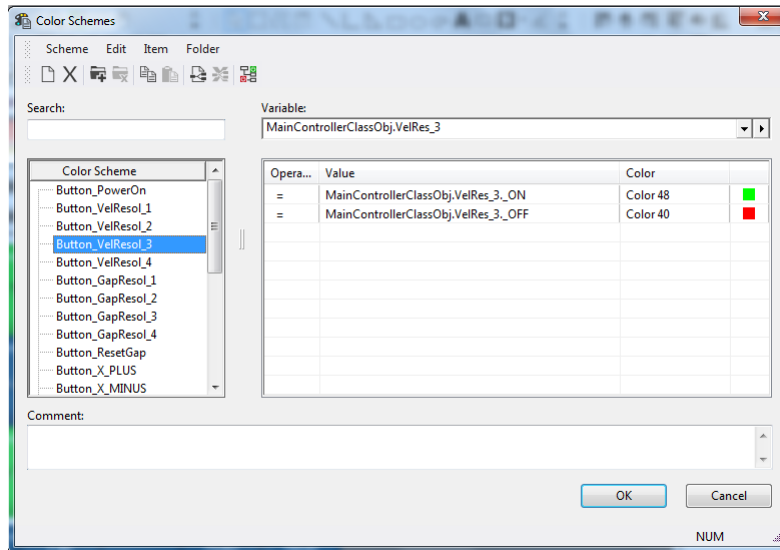 Color Schemes
Scheme Edit Item Folder
Search:
Variable:
MainControllerClassObj.VelRes_3
Color Scheme
Button_PowerOn
Button_VelResol_1
Button_VelResol_2
Button_VelResol_3
Button_VelResol_4
Button_GapResol_1
Button_GapResol_2
Button_GapResol_3
Button_GapResol_4
Button_ResetGap
Button_X_PLUS
Button_X_MINUS
Opera... Value Color
= MainControllerClassObj.VelRes_3._ON Color 48
= MainControllerClassObj.VelRes_3._OFF Color 40
Comment:
OK Cancel
NUM